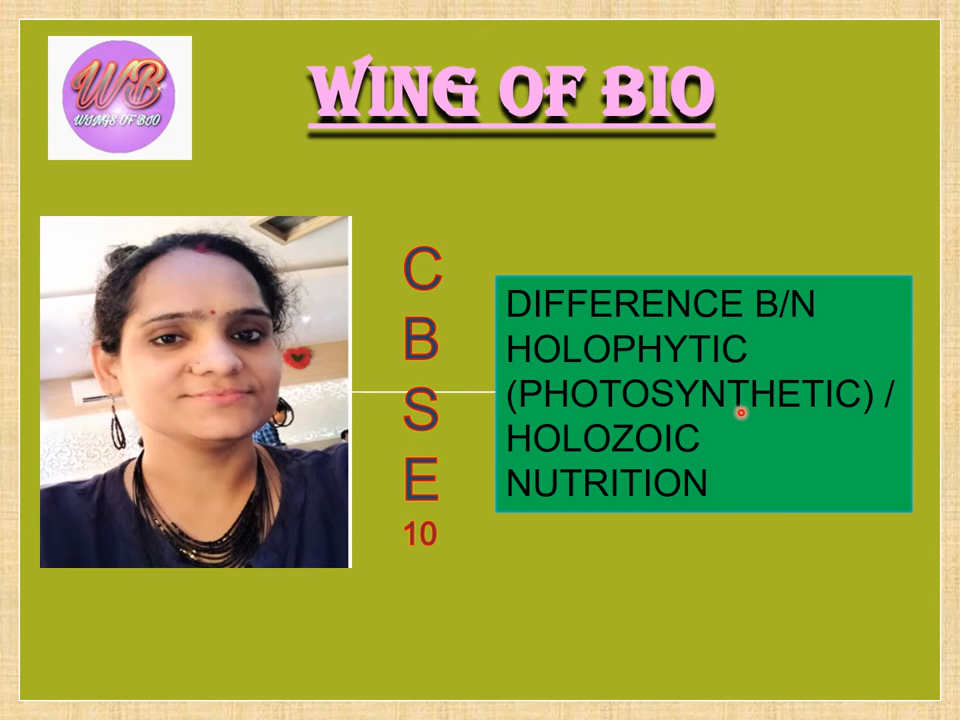 WB
WINGS OF BIO
WING OF BIO
C
B
S
E
10
DIFFERENCE B/N
HOLOPHYTIC
(PHOTOSYNTHETIC) /
HOLOZOIC
NUTRITION